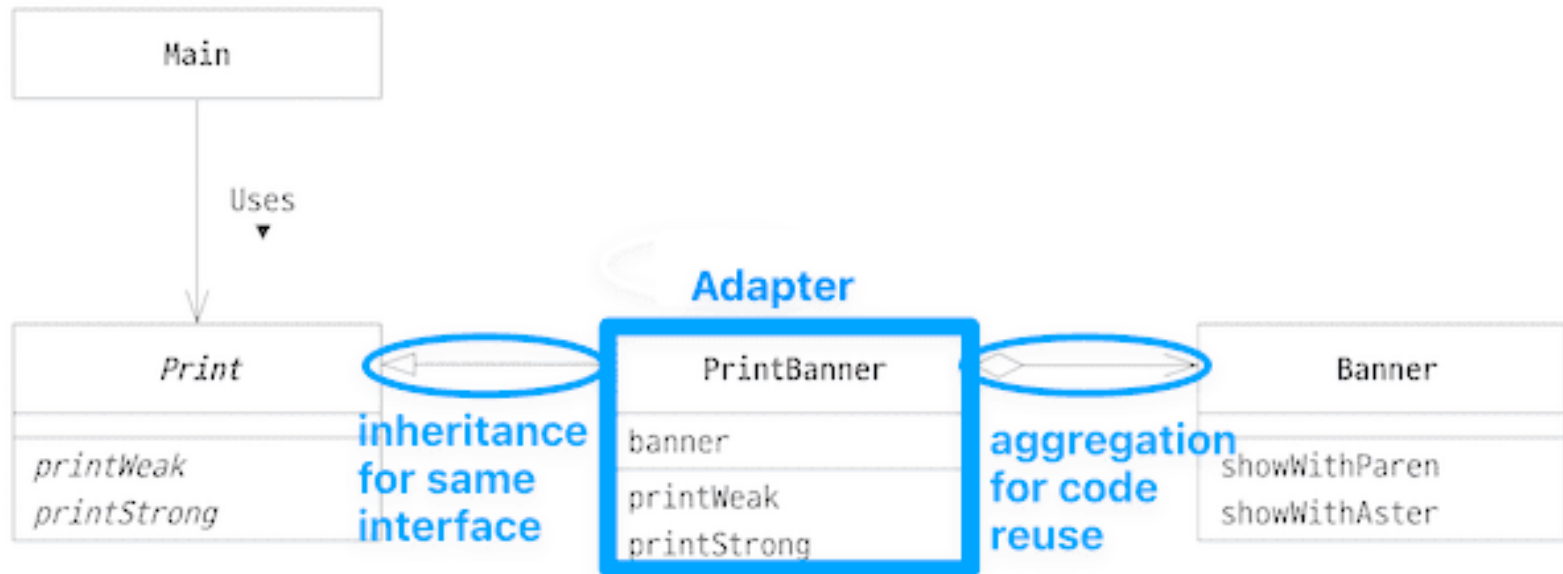 Main
Uses
▼
Adapter
Print
printWeak
printStrong
inheritance
for same
interface
PrintBanner
banner
printWeak
printStrong
aggregation
for code
reuse
Banner
showWithParen
showWithAster